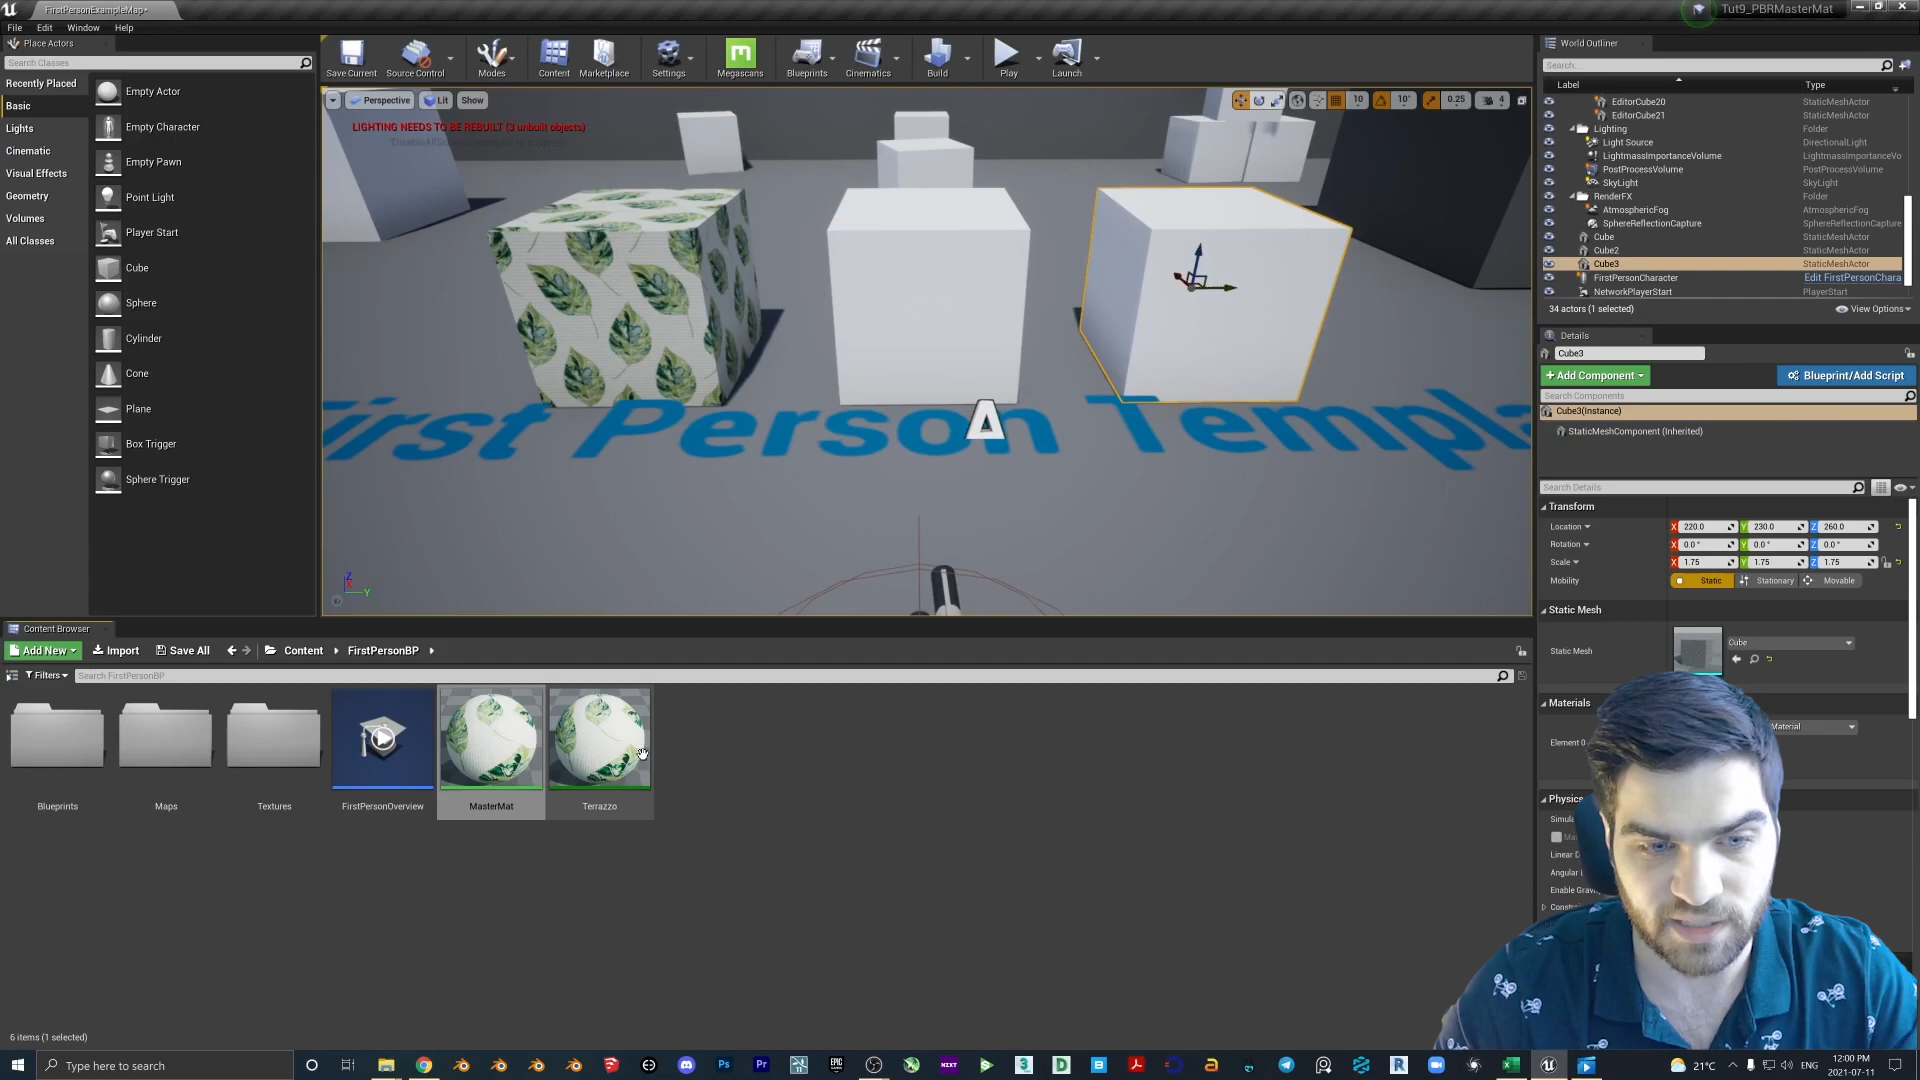 FirstPersonExampleMap*
Tut9_PBRMasterMat
File Edit Window Help
Place Actors
Search Classes
Recently Placed
Basic
Lights
Cinematic
Visual Effects
Geometry
Volumes
All Classes
Empty Actor
Empty Character
Empty Pawn
Point Light
Player Start
Cube
Sphere
Cylinder
Cone
Plane
Box Trigger
Sphere Trigger
Save Current Source Control Modes Content Marketplace Settings Megascans Blueprints Cinematics Build Play Launch
Perspective Lit Show
10 10° 0.25 4
LIGHTING NEEDS TO BE REBUILT (3 unbuilt objects)
First Person Templa
World Outliner
Search...
Label Type
EditorCube20 StaticMeshActor
EditorCube21 StaticMeshActor
Lighting Folder
Light Source DirectionalLight
LightmassImportanceVolume LightmassImportanceVo
PostProcessVolume PostProcessVolume
SkyLight SkyLight
RenderFX Folder
AtmosphericFog AtmosphericFog
SphereReflectionCapture SphereReflectionCapture
Cube StaticMeshActor
Cube2 StaticMeshActor
Cube3 StaticMeshActor
FirstPersonCharacter Edit FirstPersonChara
NetworkPlayerStart PlayerStart
34 actors (1 selected) View Options
Details
Cube3
+ Add Component Blueprint/Add Script
Search Components
Cube3(Instance)
StaticMeshComponent (Inherited)
Search Details
Transform
Location X 220.0 Y 230.0 Z 260.0
Rotation X 0.0° Y 0.0° Z 0.0°
Scale X 1.75 Y 1.75 Z 1.75
Mobility Static Stationary Movable
Static Mesh
Static Mesh Cube
Materials
Element 0 Material
Physics
Simula
Linear D
Angular
Enable Gravi
Constra
Z
X
Y
Content Browser
Add New Import Save All Content FirstPersonBP
Filters Search FirstPersonBP
Blueprints Maps Textures FirstPersonOverview MasterMat Terrazzo
6 items (1 selected)
Type here to search
21°C ENG
12:00 PM
2021-07-11